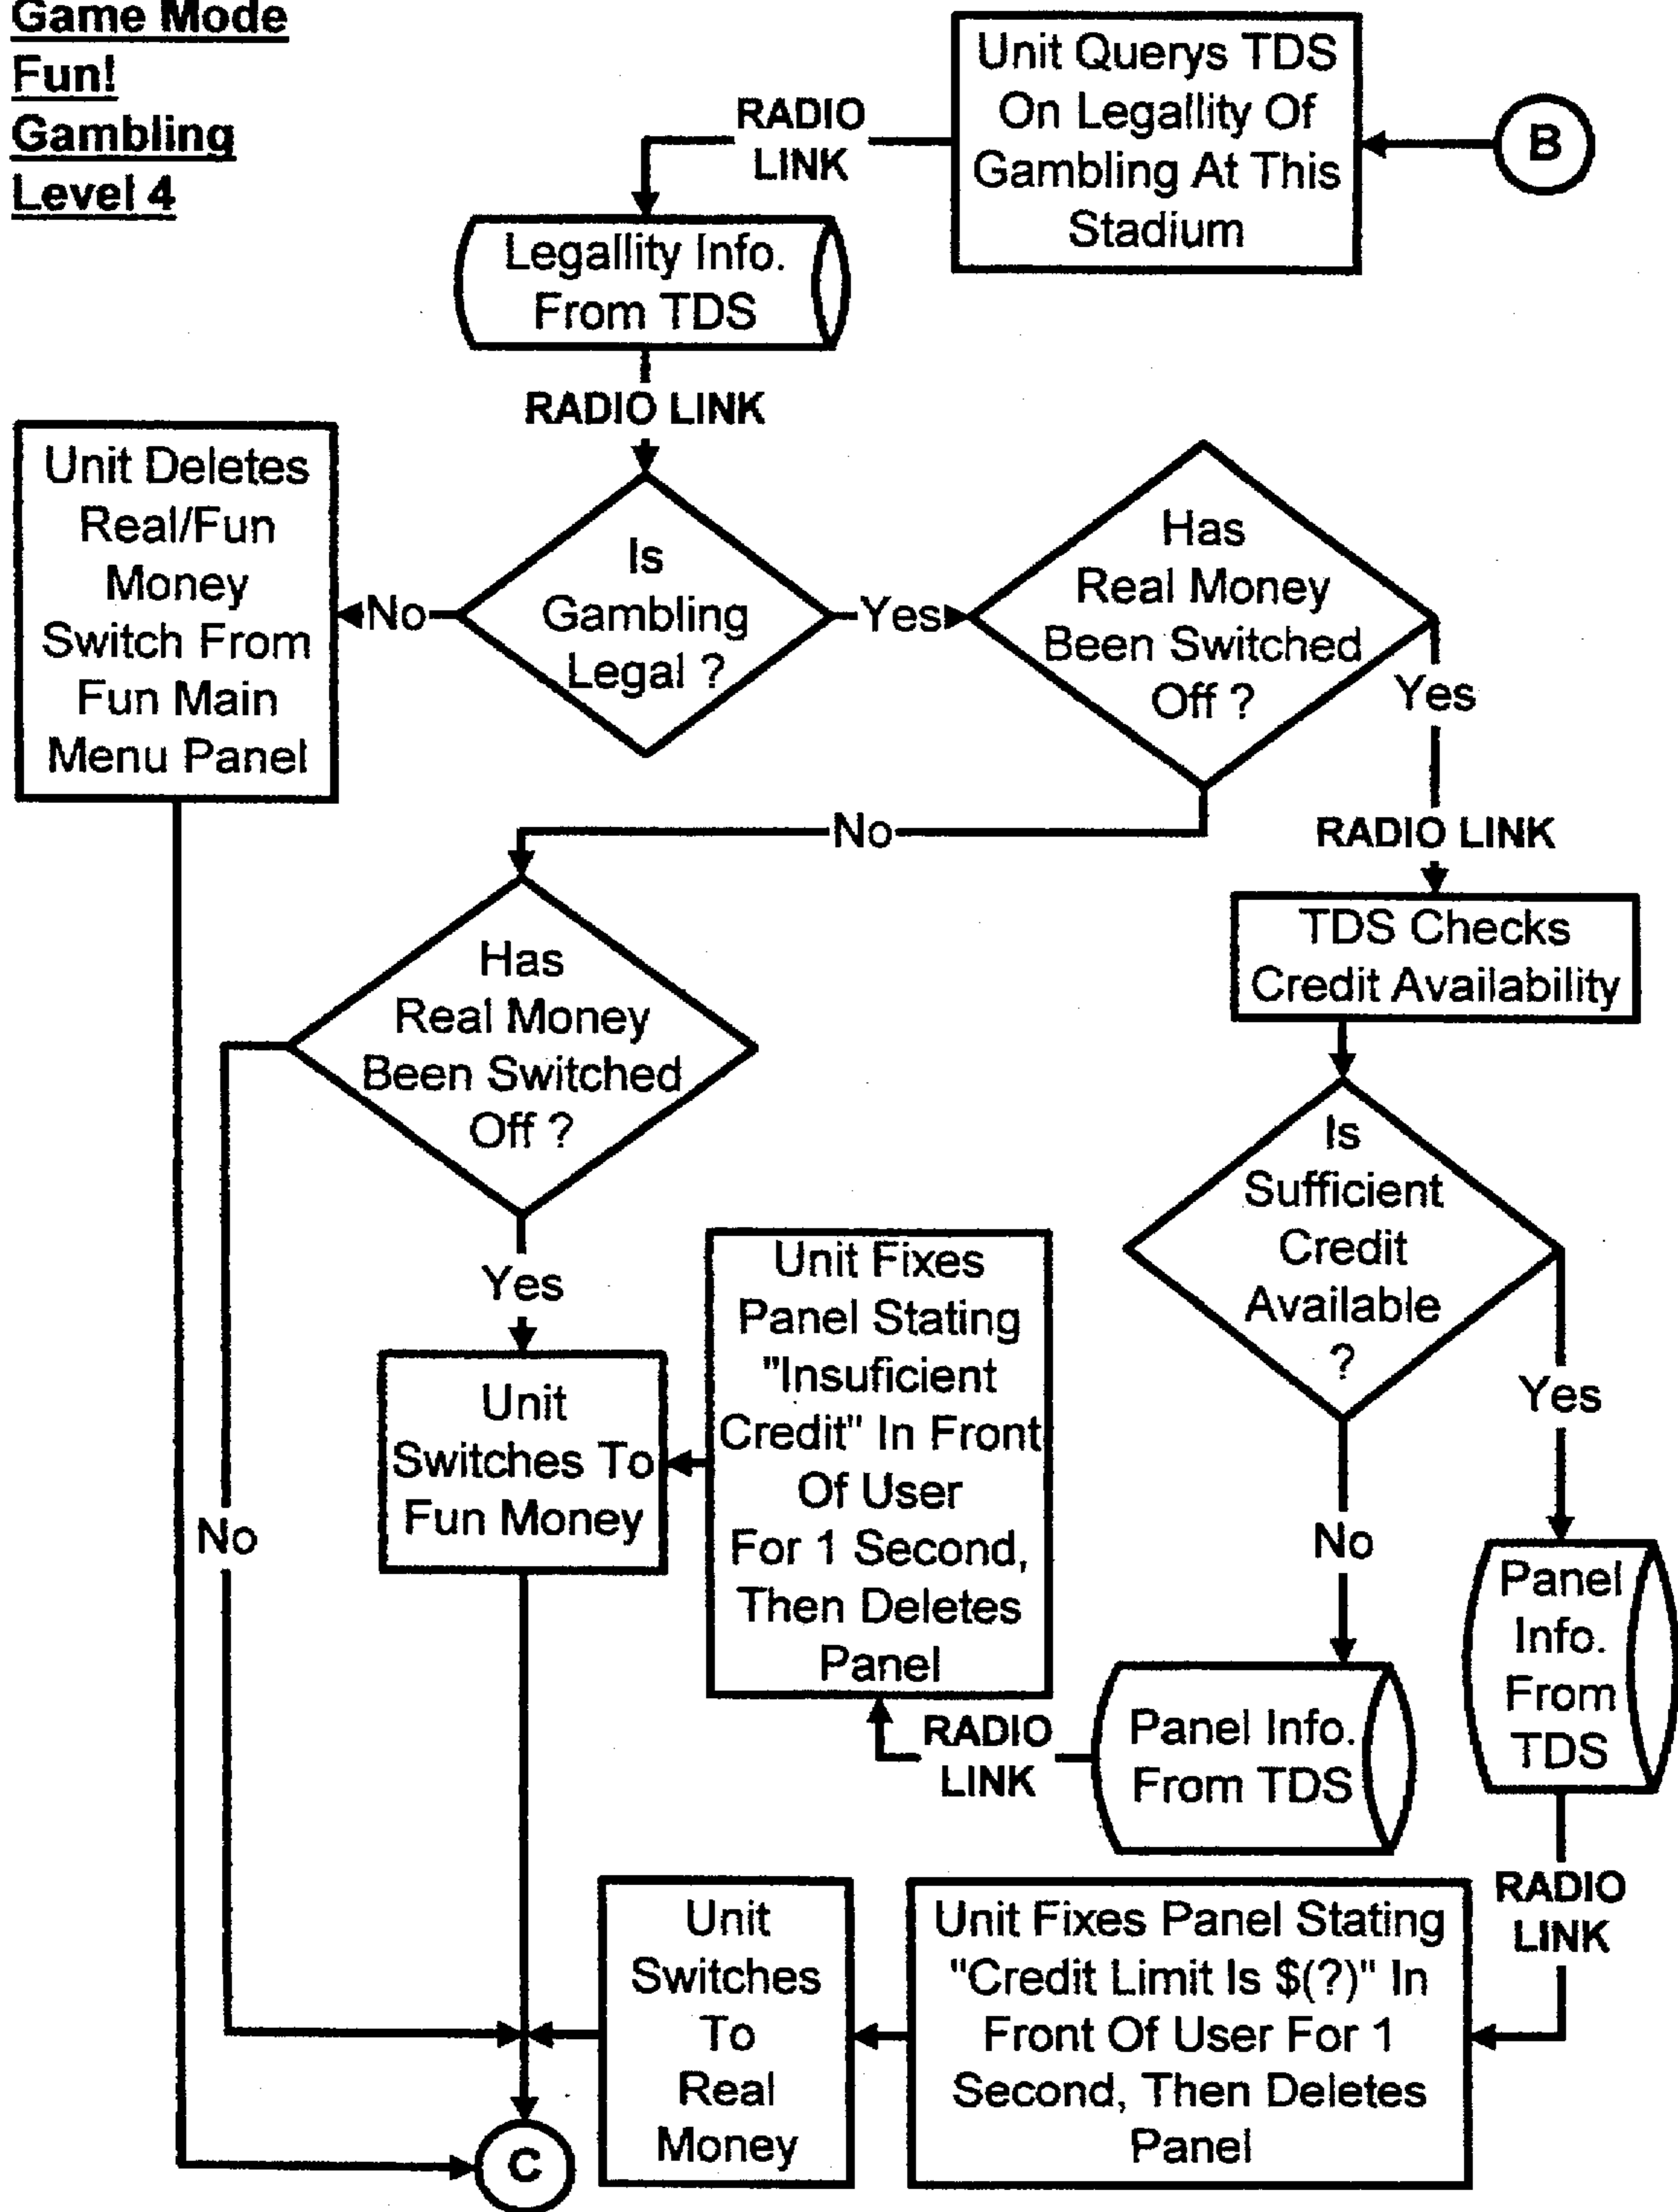 Game Mode
Fun!
Gambling
Level 4
Unit Querys TDS
On Legallity Of
Gambling At This
Stadium
B
RADIO
LINK
Legallity Info.
From TDS
RADIO LINK
Unit Deletes
Real/Fun
Money
Switch From
Fun Main
Menu Panel
No
Is
Gambling
Legal ?
Yes
Has
Real Money
Been Switched
Off ?
Yes
No
RADIO LINK
TDS Checks
Credit Availability
Has
Real Money
Been Switched
Off ?
Is
Sufficient
Credit
Available
?
Yes
No
Unit
Switches To
Fun Money
Unit Fixes
Panel Stating
"Insuficient
Credit" In Front
Of User
For 1 Second,
Then Deletes
Panel
No
Yes
Panel
Info.
From
TDS
RADIO
LINK
Panel Info.
From TDS
RADIO
LINK
Unit
Switches
To
Real
Money
Unit Fixes Panel Stating
"Credit Limit Is $(?)" In
Front Of User For 1
Second, Then Deletes
Panel
C